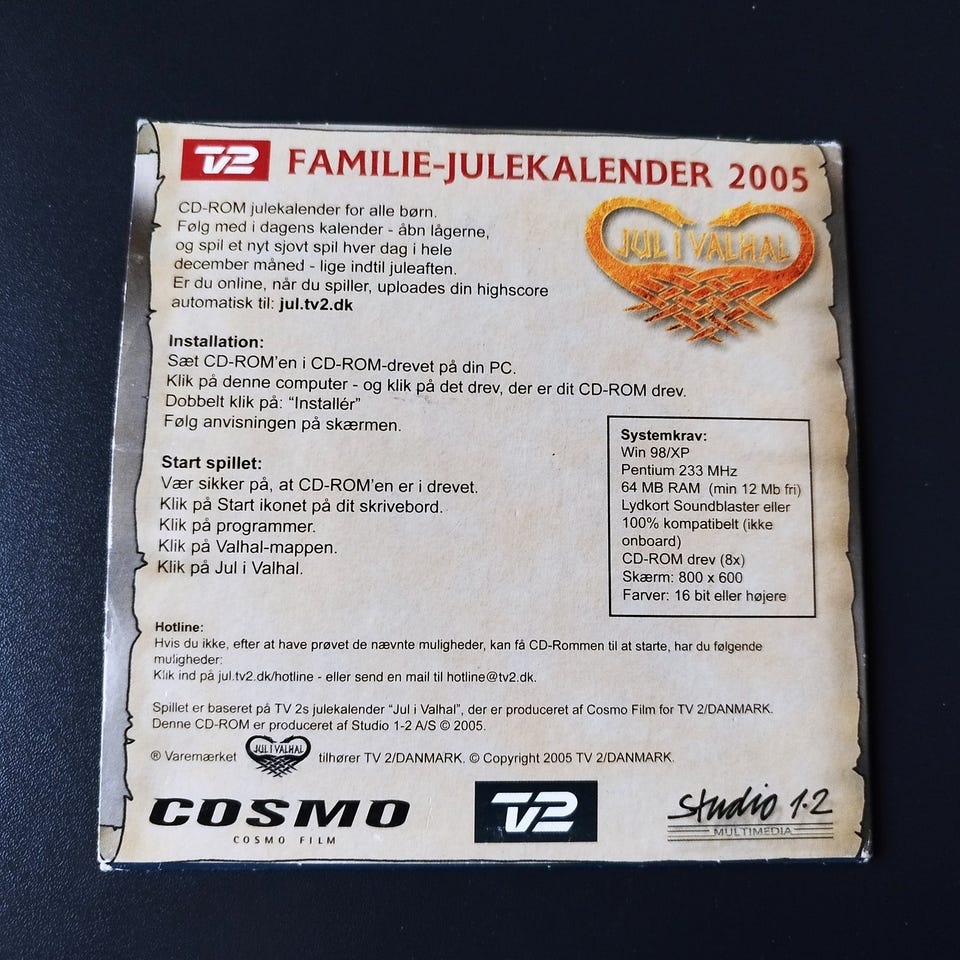 TV2 FAMILIE-JULEKALENDER 2005
CD-ROM julekalender for alle børn.
Følg med i dagens kalender - åbn lågerne,
og spil et nyt sjovt spil hver dag i hele
december måned - lige indtil juleaften.
Er du online, når du spiller, uploades din highscore
automatisk til: jul.tv2.dk
JUL I VALHAL
Installation:
Sæt CD-ROM'en i CD-ROM-drevet på din PC.
Klik på denne computer - og klik på det drev, der er dit CD-ROM drev.
Dobbelt klik på: “Installér”
Følg anvisningen på skærmen.
Start spillet:
Vær sikker på, at CD-ROM'en er i drevet.
Klik på Start ikonet på dit skrivebord.
Klik på programmer.
Klik på Valhal-mappen.
Klik på Jul i Valhal.
Systemkrav:
Win 98/XP
Pentium 233 MHz
64 MB RAM (min 12 Mb fri)
Lydkort Soundblaster eller
100% kompatibelt (ikke
onboard)
CD-ROM drev (8x)
Skærm: 800 x 600
Farver: 16 bit eller højere
Hotline:
Hvis du ikke, efter at have prøvet de nævnte muligheder, kan få CD-Rommen til at starte, har du følgende
muligheder:
Klik ind på jul.tv2.dk/hotline - eller send en mail til hotline@tv2.dk.
Spillet er baseret på TV 2s julekalender “Jul i Valhal”, der er produceret af Cosmo Film for TV 2/DANMARK.
Denne CD-ROM er produceret af Studio 1-2 A/S © 2005.
® Varemærket JUL I VALHAL tilhører TV 2/DANMARK. © Copyright 2005 TV 2/DANMARK.
COSMO
COSMO FILM
TV2
Studio 1-2
MULTIMEDIA